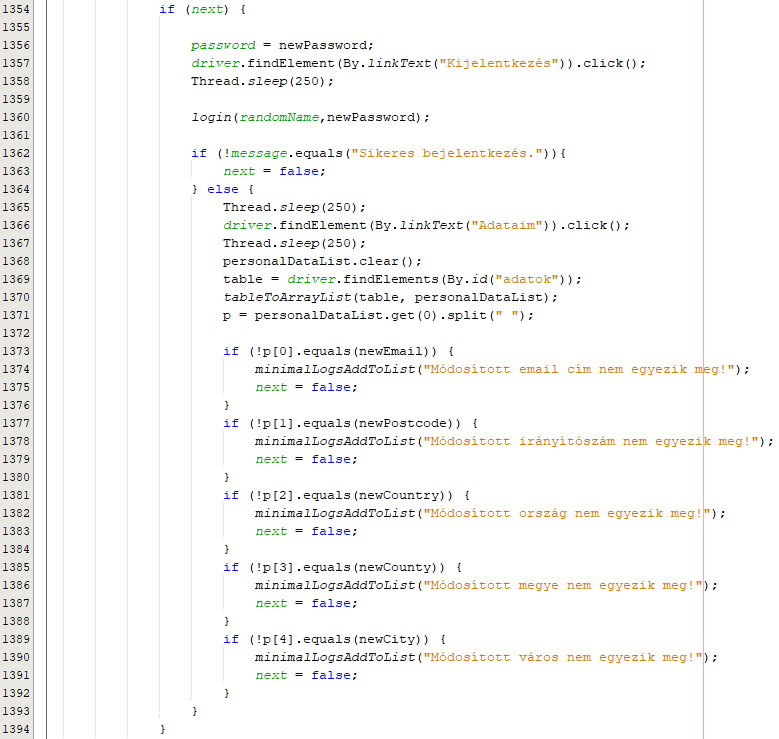 1354 if (next) {
1355
1356 password = newPassword;
1357 driver.findElement(By.linkText("Kijelentkezés")).click();
1358 Thread.sleep(250);
1359
1360 login(randomName,newPassword);
1361
1362 if (!message.equals("Sikeres bejelentkezés.")){
1363 next = false;
1364 } else {
1365 Thread.sleep(250);
1366 driver.findElement(By.linkText("Adataim")).click();
1367 Thread.sleep(250);
1368 personalDataList.clear();
1369 table = driver.findElements(By.id("adatok"));
1370 tableToArrayList(table, personalDataList);
1371 p = personalDataList.get(0).split(" ");
1372
1373 if (!p[0].equals(newEmail)) {
1374 minimalLogsAddToList("Módosított email cím nem egyezik meg!");
1375 next = false;
1376 }
1377 if (!p[1].equals(newPostcode)) {
1378 minimalLogsAddToList("Módosított irányítószám nem egyezik meg!");
1379 next = false;
1380 }
1381 if (!p[2].equals(newCountry)) {
1382 minimalLogsAddToList("Módosított ország nem egyezik meg!");
1383 next = false;
1384 }
1385 if (!p[3].equals(newCounty)) {
1386 minimalLogsAddToList("Módosított megye nem egyezik meg!");
1387 next = false;
1388 }
1389 if (!p[4].equals(newCity)) {
1390 minimalLogsAddToList("Módosított város nem egyezik meg!");
1391 next = false;
1392 }
1393 }
1394 }